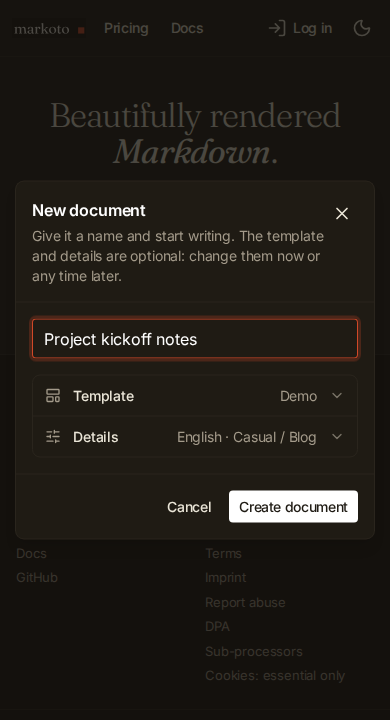 markoto
Pricing
Docs
Log in
Beautifully rendered
Markdown.
New document
Give it a name and start writing. The template
and details are optional: change them now or
any time later.
Project kickoff notes
Template
Demo
Details
English · Casual / Blog
Cancel
Create document
Docs
GitHub
Terms
Imprint
Report abuse
DPA
Sub-processors
Cookies: essential only